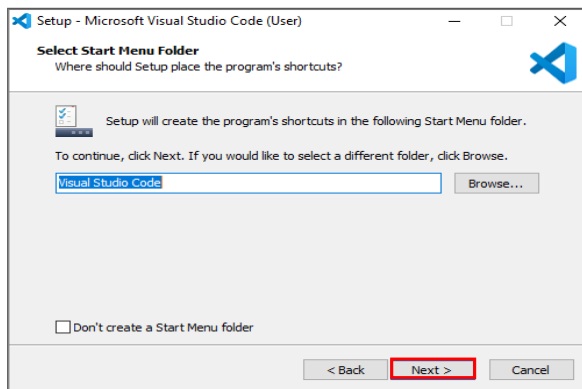 Setup - Microsoft Visual Studio Code (User)
Select Start Menu Folder
Where should Setup place the program's shortcuts?
Setup will create the program's shortcuts in the following Start Menu folder.
To continue, click Next. If you would like to select a different folder, click Browse.
Visual Studio Code
Browse...
Don't create a Start Menu folder
< Back
Next >
Cancel